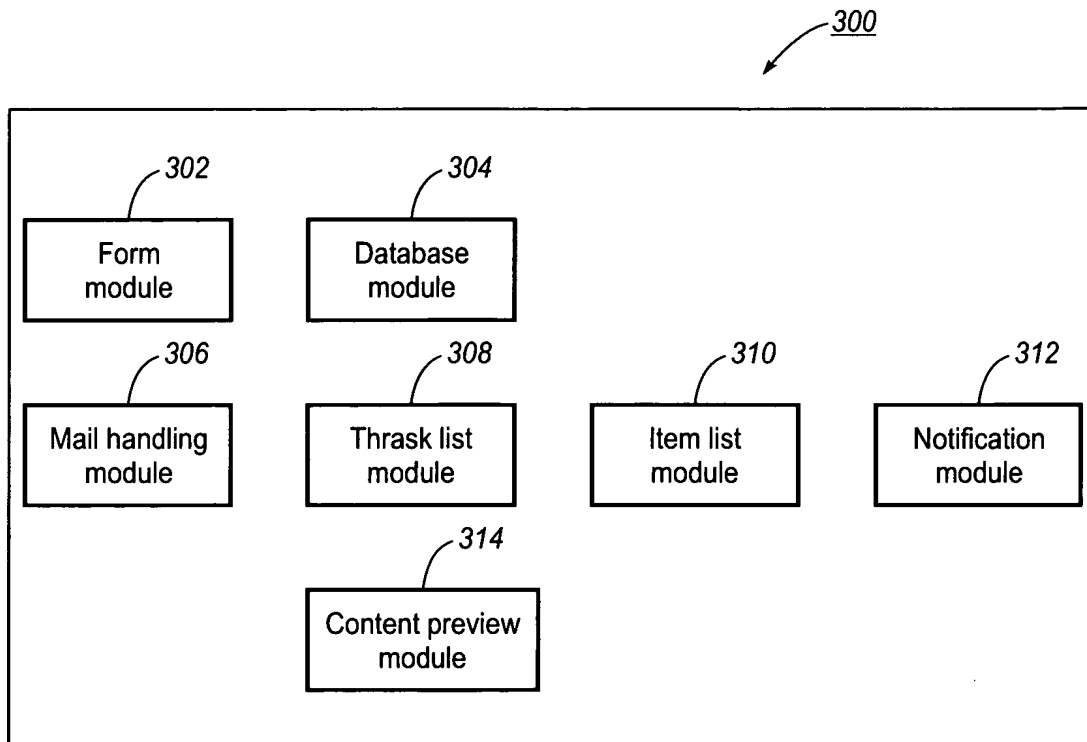 300
302
304
Form
module
Database
module
306
308
310
312
Mail handling
module
Thrask list
module
Item list
module
Notification
module
314
Content preview
module